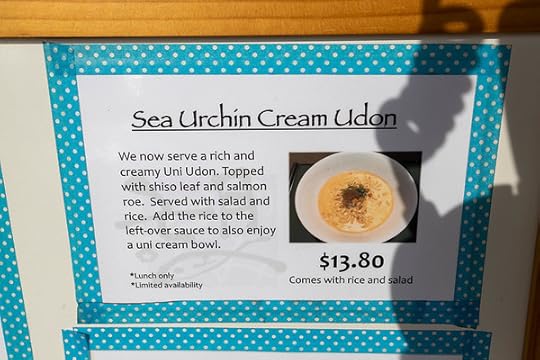 Sea Urchin Cream Udon
We now serve a rich and
creamy Uni Udon. Topped
with shiso leaf and salmon
roe. Served with salad and
rice. Add the rice to the
left-over sauce to also enjoy
a uni cream bowl.
$13.80
Comes with rice and salad
*Lunch only
*Limited availability